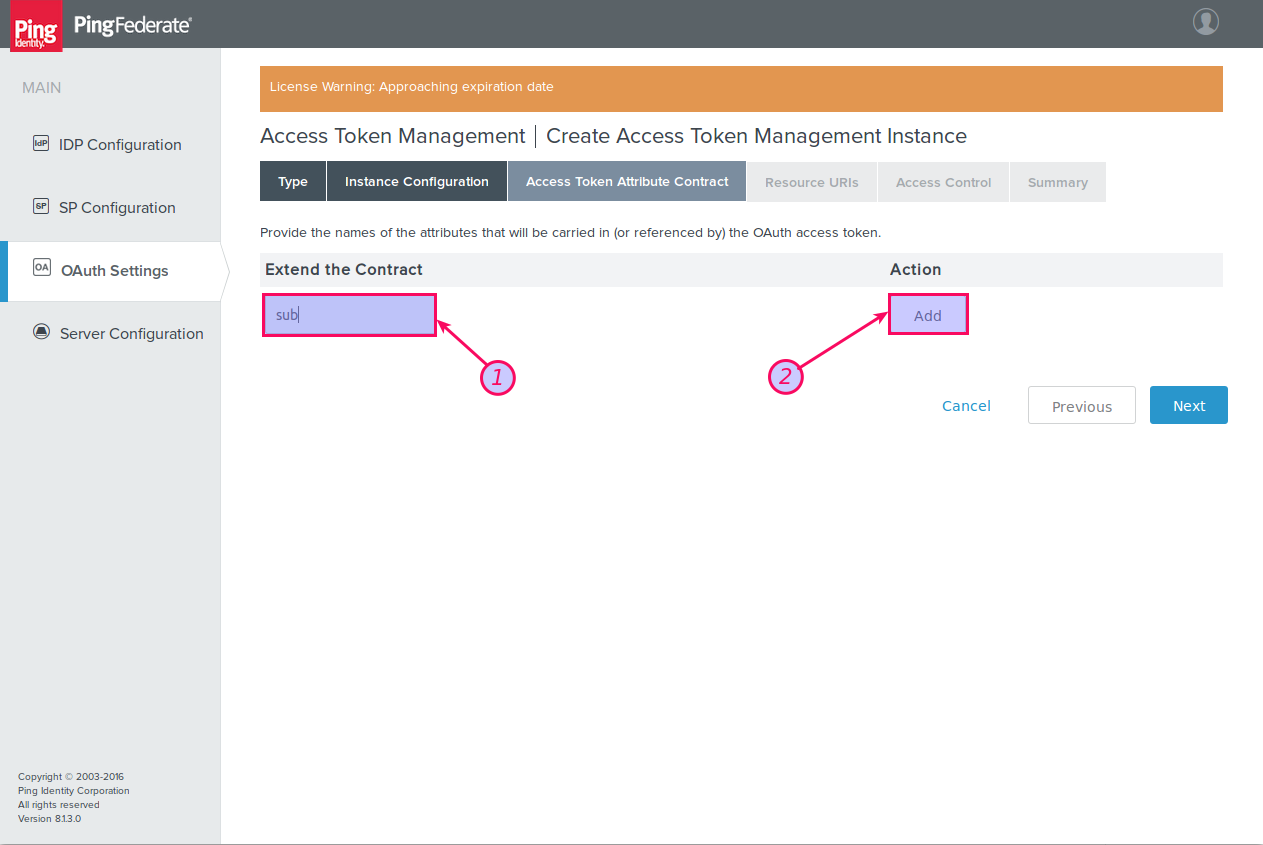 Ping
Identity.
PingFederate®
MAIN
IdP IDP Configuration
SP SP Configuration
OA OAuth Settings
Server Configuration
License Warning: Approaching expiration date
Access Token Management | Create Access Token Management Instance
Type Instance Configuration Access Token Attribute Contract Resource URIs Access Control Summary
Provide the names of the attributes that will be carried in (or referenced by) the OAuth access token.
Extend the Contract Action
sub Add
1 2
Cancel Previous Next
Copyright © 2003-2016
Ping Identity Corporation
All rights reserved
Version 8.1.3.0